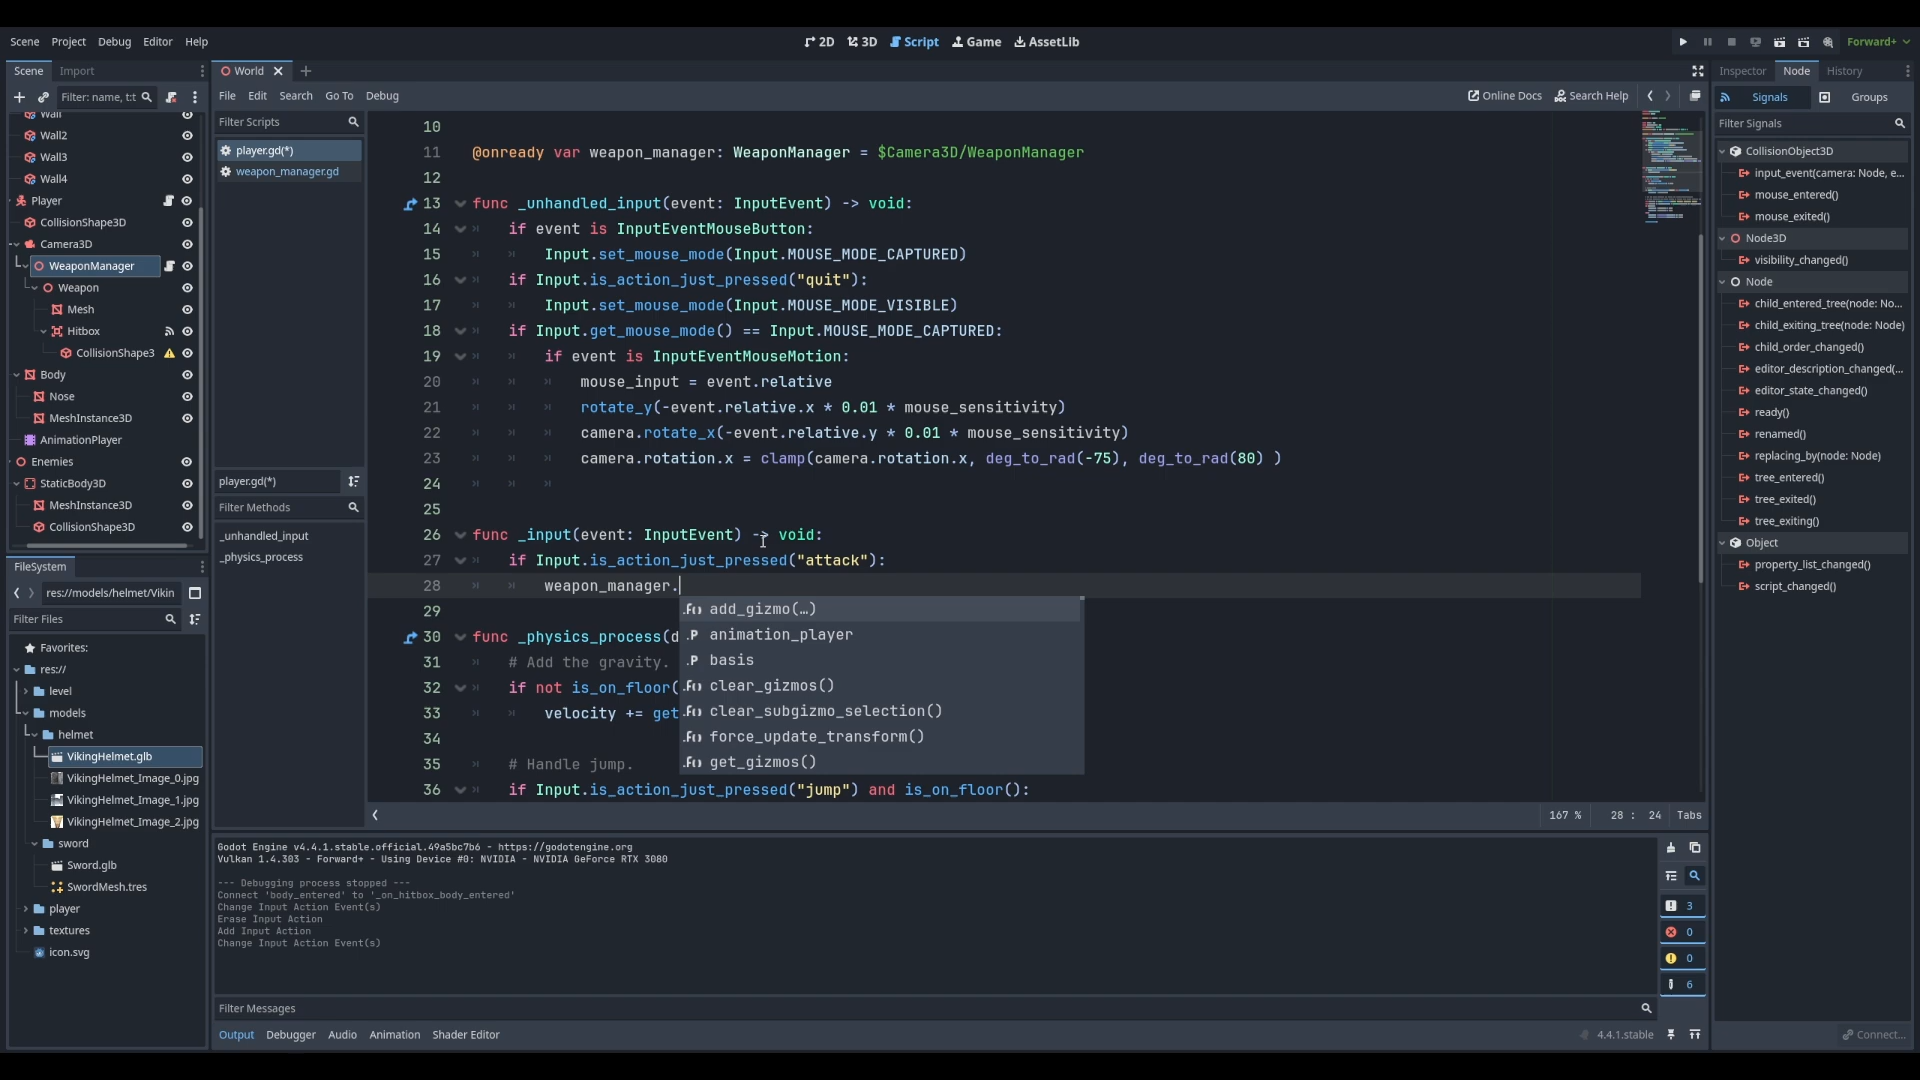 Scene Project Debug Editor Help
2D 3D Script Game AssetLib
Forward+
Scene Import
World
Inspector Node History
Filter: name, t:t
File Edit Search Go To Debug
Online Docs Search Help
Signals Groups
Wall
Wall2
Wall3
Wall4
Player
CollisionShape3D
Camera3D
WeaponManager
Weapon
Mesh
Hitbox
CollisionShape3
Body
Nose
MeshInstance3D
AnimationPlayer
Enemies
StaticBody3D
MeshInstance3D
CollisionShape3D
FileSystem
res://models/helmet/Vikin
Filter Files
Favorites:
res://
level
models
helmet
VikingHelmet.glb
VikingHelmet_Image_0.jpg
VikingHelmet_Image_1.jpg
VikingHelmet_Image_2.jpg
sword
Sword.glb
SwordMesh.tres
player
textures
icon.svg
Filter Scripts
player.gd(*)
weapon_manager.gd
player.gd(*)
Filter Methods
_unhandled_input
_physics_process
10
11 @onready var weapon_manager: WeaponManager = $Camera3D/WeaponManager
12
13 func _unhandled_input(event: InputEvent) -> void:
14 if event is InputEventMouseButton:
15 Input.set_mouse_mode(Input.MOUSE_MODE_CAPTURED)
16 if Input.is_action_just_pressed("quit"):
17 Input.set_mouse_mode(Input.MOUSE_MODE_VISIBLE)
18 if Input.get_mouse_mode() == Input.MOUSE_MODE_CAPTURED:
19 if event is InputEventMouseMotion:
20 mouse_input = event.relative
21 rotate_y(-event.relative.x * 0.01 * mouse_sensitivity)
22 camera.rotate_x(-event.relative.y * 0.01 * mouse_sensitivity)
23 camera.rotation.x = clamp(camera.rotation.x, deg_to_rad(-75), deg_to_rad(80) )
24
25
26 func _input(event: InputEvent) -> void:
27 if Input.is_action_just_pressed("attack"):
28 weapon_manager.
29
30 func _physics_process(d
31 # Add the gravity.
32 if not is_on_floor(
33 velocity += get
34
35 # Handle jump.
36 if Input.is_action_just_pressed("jump") and is_on_floor():
add_gizmo(…)
animation_player
basis
clear_gizmos()
clear_subgizmo_selection()
force_update_transform()
get_gizmos()
167 % 28 : 24 Tabs
Godot Engine v4.4.1.stable.official.49a5bc7b6 - https://godotengine.org
Vulkan 1.4.303 - Forward+ - Using Device #0: NVIDIA - NVIDIA GeForce RTX 3080
--- Debugging process stopped ---
Connect 'body_entered' to '_on_hitbox_body_entered'
Change Input Action Event(s)
Erase Input Action
Add Input Action
Change Input Action Event(s)
3
0
0
6
Filter Messages
Output Debugger Audio Animation Shader Editor
4.4.1.stable
Filter Signals
CollisionObject3D
input_event(camera: Node, e...
mouse_entered()
mouse_exited()
Node3D
visibility_changed()
Node
child_entered_tree(node: No...
child_exiting_tree(node: Node)
child_order_changed()
editor_description_changed(...
editor_state_changed()
ready()
renamed()
replacing_by(node: Node)
tree_entered()
tree_exited()
tree_exiting()
Object
property_list_changed()
script_changed()
Connect...